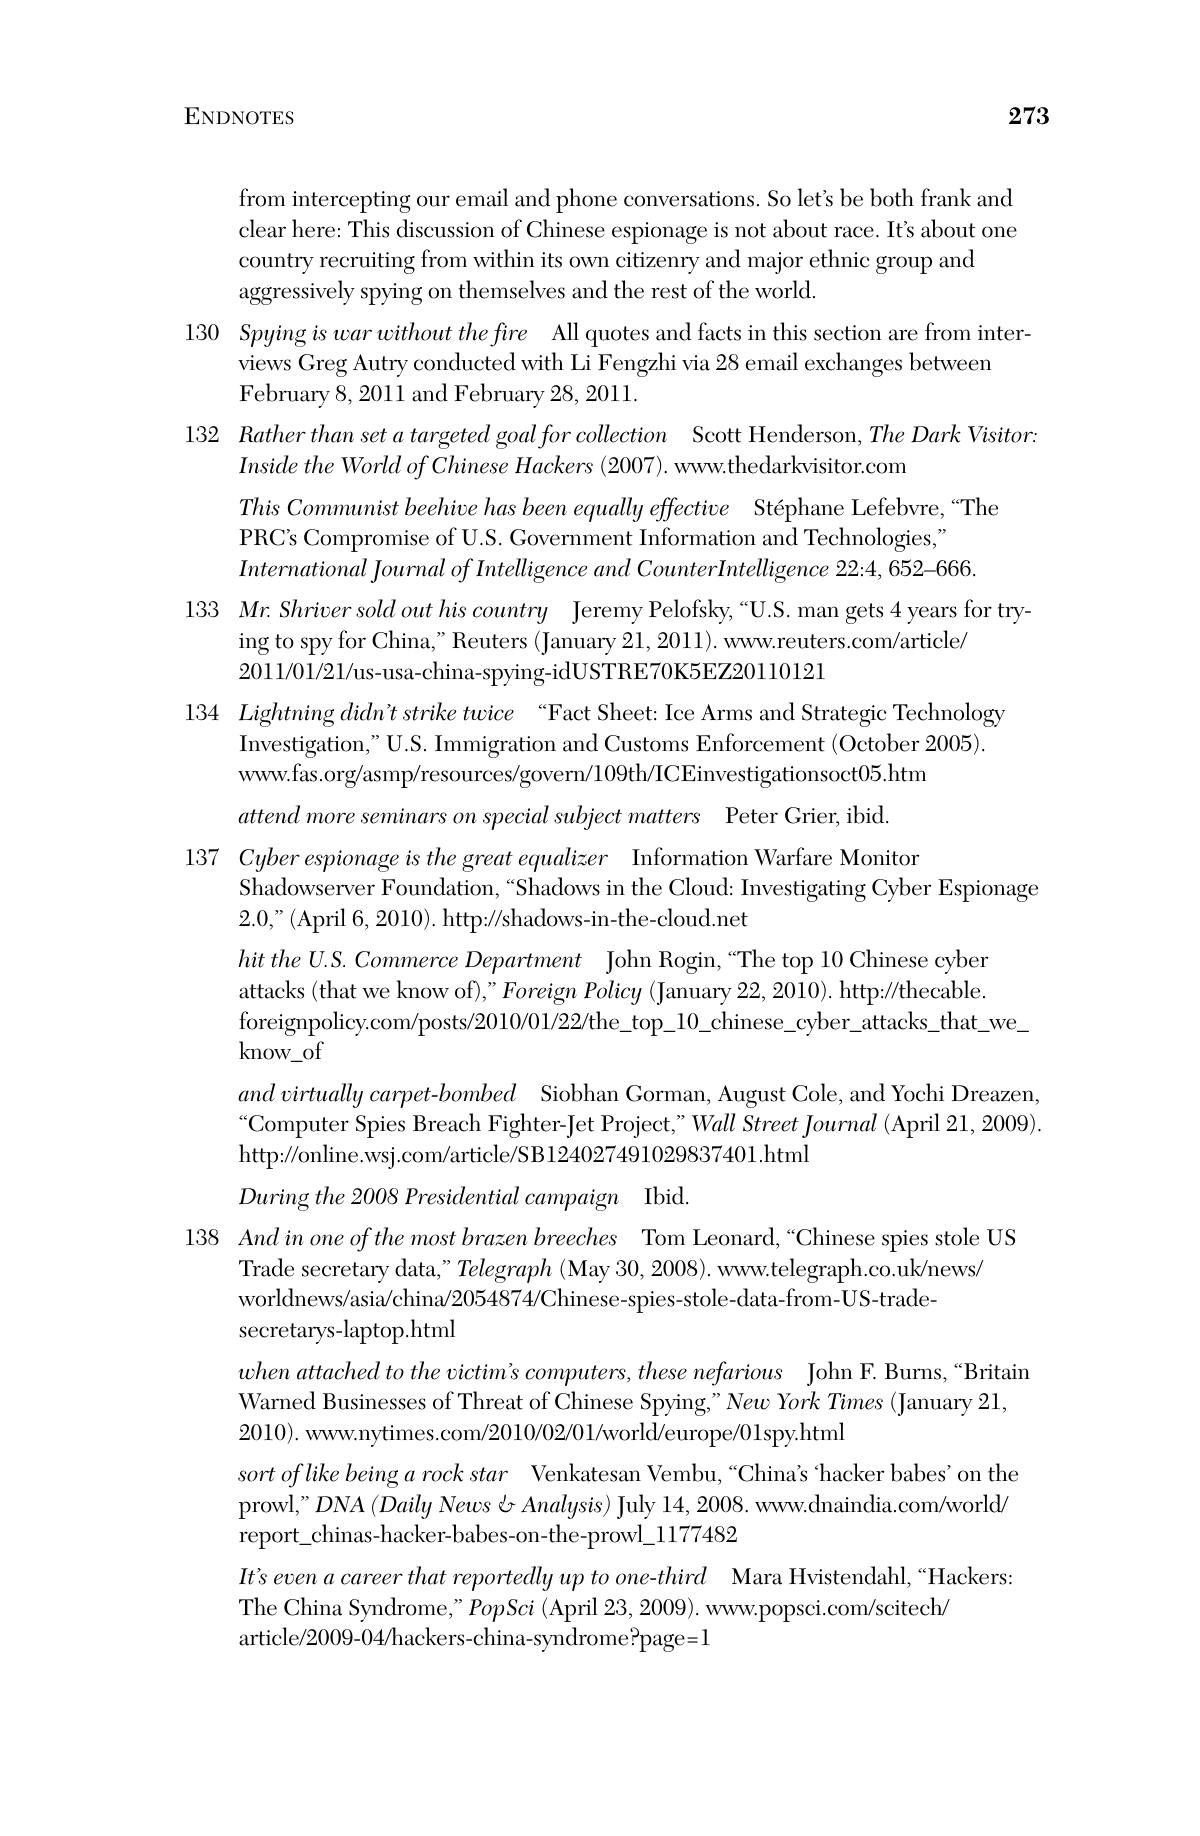 ENDNOTES 273
from intercepting our email and phone conversations. So let’s be both frank and
clear here: This discussion of Chinese espionage is not about race. It’s about one
country recruiting from within its own citizenry and major ethnic group and
aggressively spying on themselves and the rest of the world.
130 Spying is war without the fire All quotes and facts in this section are from inter-
views Greg Autry conducted with Li Fengzhi via 28 email exchanges between
February 8, 2011 and February 28, 2011.
132 Rather than set a targeted goal for collection Scott Henderson, The Dark Visitor:
Inside the World of Chinese Hackers (2007). www.thedarkvisitor.com
This Communist beehive has been equally effective Stéphane Lefebvre, “The
PRC’s Compromise of U.S. Government Information and Technologies,”
International Journal of Intelligence and CounterIntelligence 22:4, 652–666.
133 Mr. Shriver sold out his country Jeremy Pelofsky, “U.S. man gets 4 years for try-
ing to spy for China,” Reuters (January 21, 2011). www.reuters.com/article/
2011/01/21/us-usa-china-spying-idUSTRE70K5EZ20110121
134 Lightning didn’t strike twice “Fact Sheet: Ice Arms and Strategic Technology
Investigation,” U.S. Immigration and Customs Enforcement (October 2005).
www.fas.org/asmp/resources/govern/109th/ICEinvestigationsoct05.htm
attend more seminars on special subject matters Peter Grier, ibid.
137 Cyber espionage is the great equalizer Information Warfare Monitor
Shadowserver Foundation, “Shadows in the Cloud: Investigating Cyber Espionage
2.0,” (April 6, 2010). http://shadows-in-the-cloud.net
hit the U.S. Commerce Department John Rogin, “The top 10 Chinese cyber
attacks (that we know of),” Foreign Policy (January 22, 2010). http://thecable.
foreignpolicy.com/posts/2010/01/22/the_top_10_chinese_cyber_attacks_that_we_
know_of
and virtually carpet-bombed Siobhan Gorman, August Cole, and Yochi Dreazen,
“Computer Spies Breach Fighter-Jet Project,” Wall Street Journal (April 21, 2009).
http://online.wsj.com/article/SB124027491029837401.html
During the 2008 Presidential campaign Ibid.
138 And in one of the most brazen breeches Tom Leonard, “Chinese spies stole US
Trade secretary data,” Telegraph (May 30, 2008). www.telegraph.co.uk/news/
worldnews/asia/china/2054874/Chinese-spies-stole-data-from-US-trade-
secretarys-laptop.html
when attached to the victim’s computers, these nefarious John F. Burns, “Britain
Warned Businesses of Threat of Chinese Spying,” New York Times (January 21,
2010). www.nytimes.com/2010/02/01/world/europe/01spy.html
sort of like being a rock star Venkatesan Vembu, “China’s ‘hacker babes’ on the
prowl,” DNA (Daily News & Analysis) July 14, 2008. www.dnaindia.com/world/
report_chinas-hacker-babes-on-the-prowl_1177482
It’s even a career that reportedly up to one-third Mara Hvistendahl, “Hackers:
The China Syndrome,” PopSci (April 23, 2009). www.popsci.com/scitech/
article/2009-04/hackers-china-syndrome?page=1